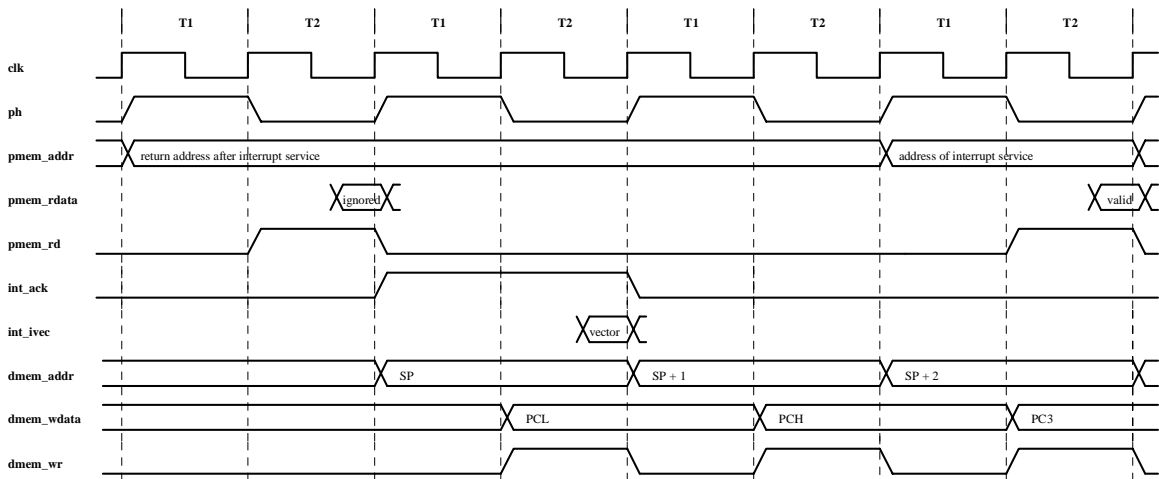 T1 T2 T1 T2 T1 T2 T1 T2
clk
ph
pmem_addr return address after interrupt service address of interrupt service
pmem_rdata ignored valid
pmem_rd
int_ack
int_ivec vector
dmem_addr SP SP + 1 SP + 2
dmem_wdata PCL PCH PC3
dmem_wr